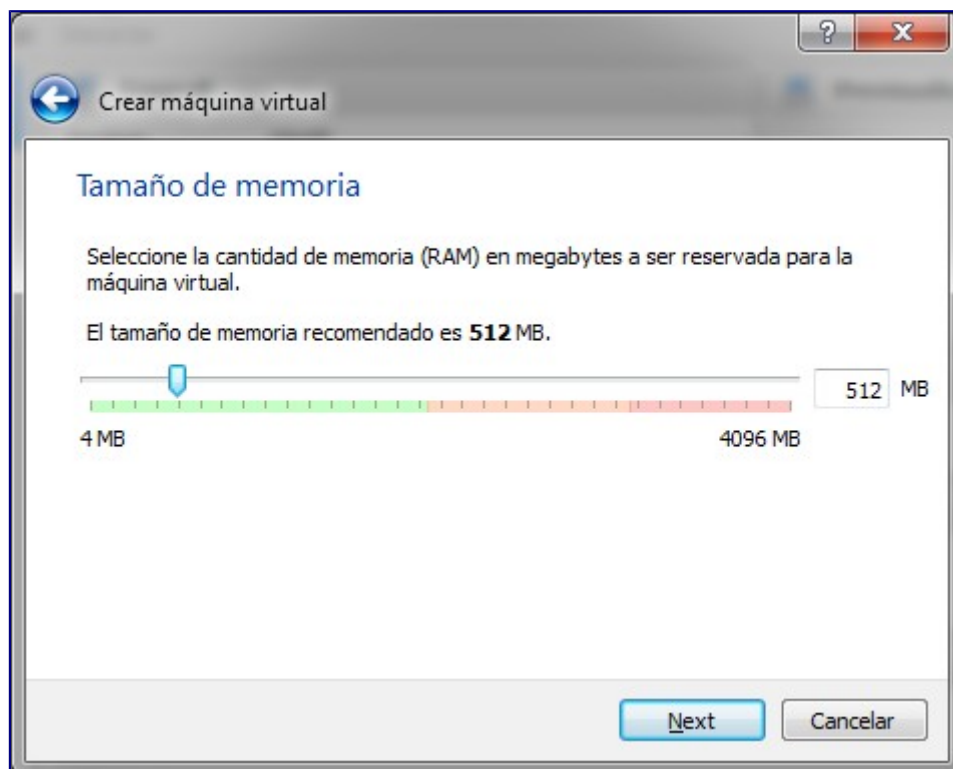 Crear máquina virtual
Tamaño de memoria
Seleccione la cantidad de memoria (RAM) en megabytes a ser reservada para la
máquina virtual.
El tamaño de memoria recomendado es 512 MB.
512 MB
4 MB 4096 MB
Next Cancelar